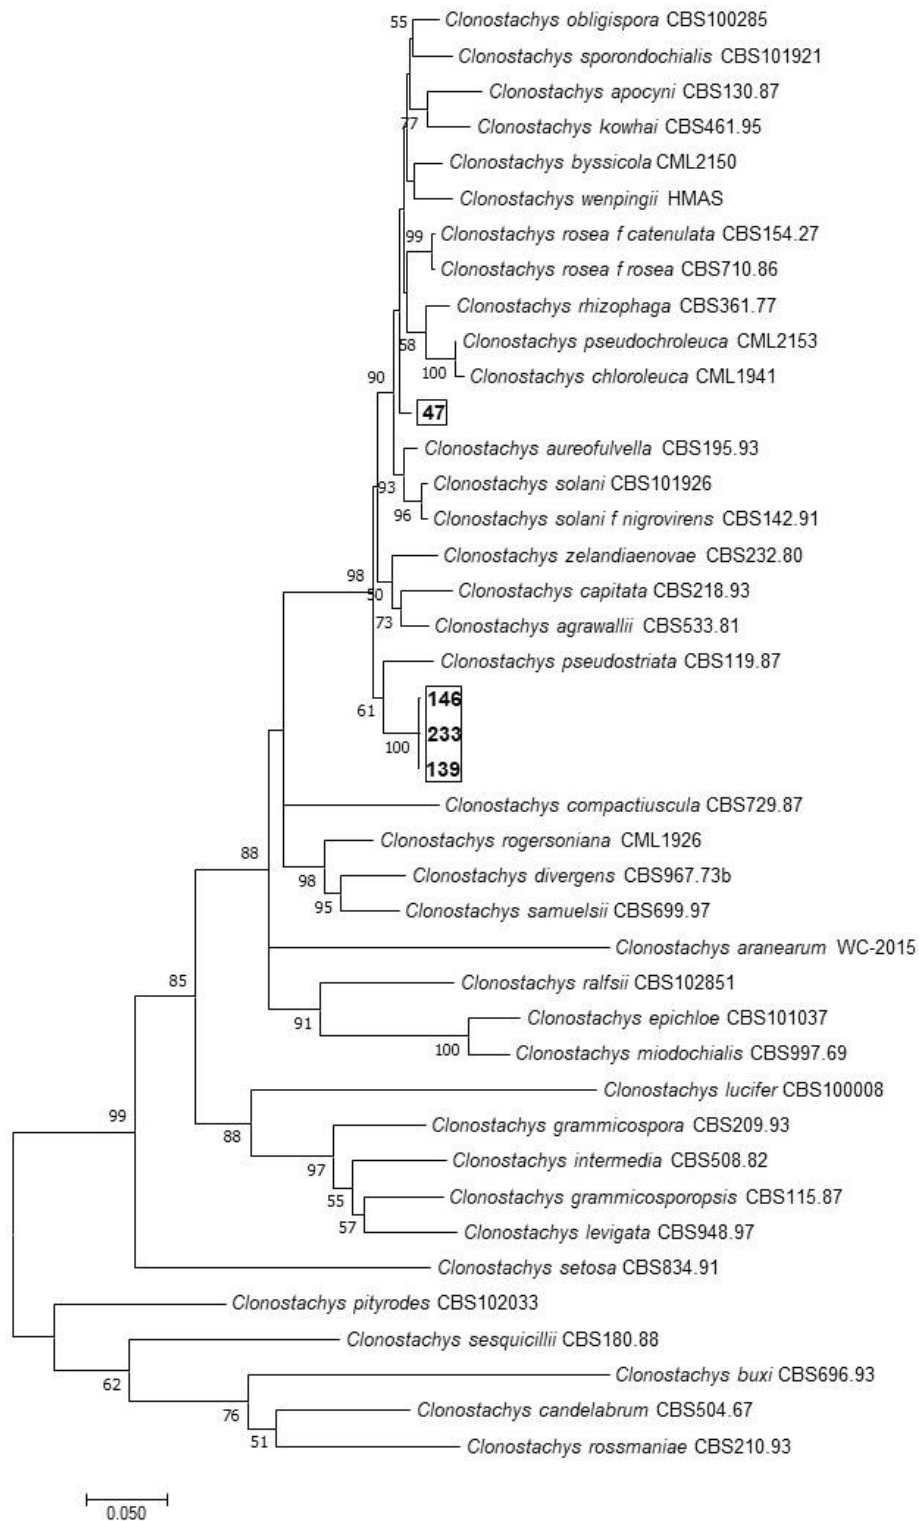 55
Clonostachys obligispora CBS100285
Clonostachys sporondochialis CBS101921
Clonostachys apocyni CBS130.87
77
Clonostachys kowhai CBS461.95
Clonostachys byssicola CML2150
Clonostachys wenpingii HMAS
99
Clonostachys rosea f catenulata CBS154.27
Clonostachys rosea f rosea CBS710.86
Clonostachys rhizophaga CBS361.77
58
Clonostachys pseudochroleuca CML2153
100
Clonostachys chloroleuca CML1941
90
47
Clonostachys aureofulvella CBS195.93
93
Clonostachys solani CBS101926
96
Clonostachys solani f nigrovirens CBS142.91
Clonostachys zelandiaenovae CBS232.80
98
50
Clonostachys capitata CBS218.93
73
Clonostachys agrawallii CBS533.81
Clonostachys pseudostriata CBS119.87
61
146
100
233
139
Clonostachys compactiuscula CBS729.87
Clonostachys rogersoniana CML1926
88
98
Clonostachys divergens CBS967.73b
95
Clonostachys samuelsii CBS699.97
Clonostachys aranearum WC-2015
85
Clonostachys ralfsii CBS102851
91
Clonostachys epichloe CBS101037
100
Clonostachys miodochialis CBS997.69
Clonostachys lucifer CBS100008
99
88
Clonostachys grammicospora CBS209.93
97
Clonostachys intermedia CBS508.82
55
Clonostachys grammicosporopsis CBS115.87
57
Clonostachys levigata CBS948.97
Clonostachys setosa CBS834.91
Clonostachys pityrodes CBS102033
Clonostachys sesquicillii CBS180.88
62
Clonostachys buxi CBS696.93
76
Clonostachys candelabrum CBS504.67
51
Clonostachys rossmaniae CBS210.93
0.050